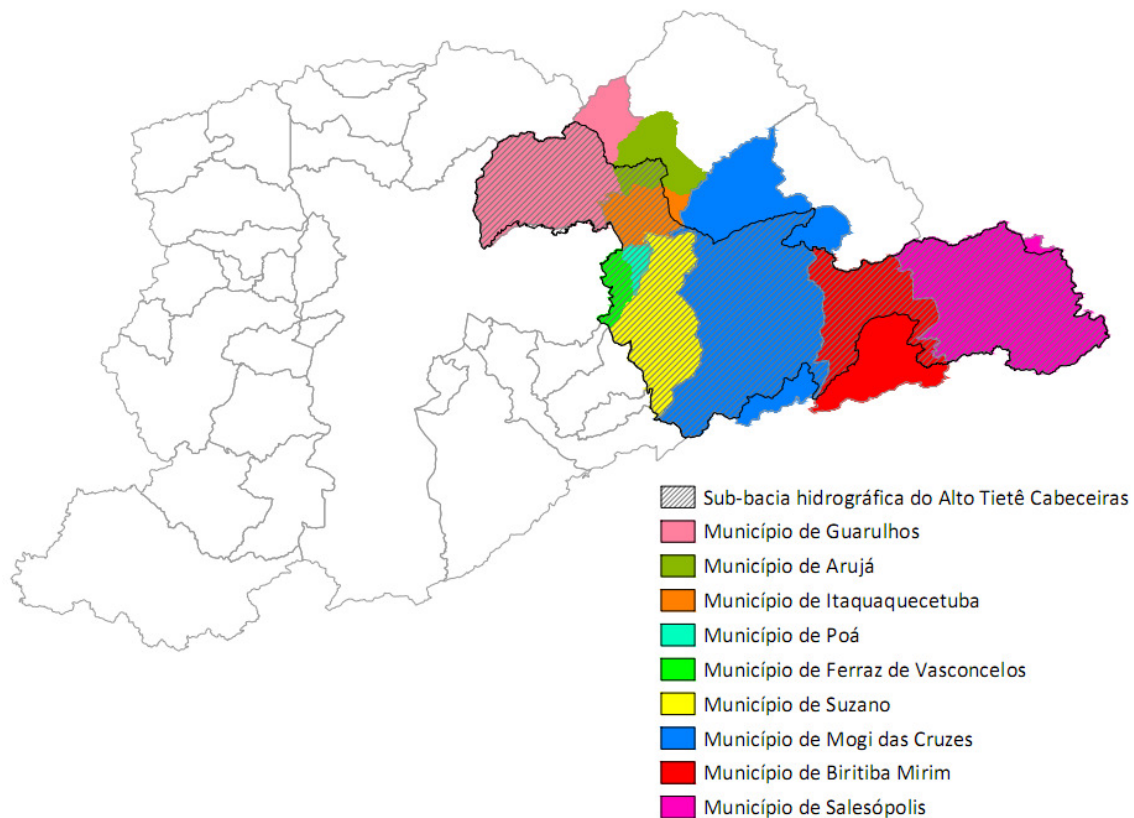 Sub-bacia hidrográfica do Alto Tietê Cabeceiras
Município de Guarulhos
Município de Arujá
Município de Itaquaquecetuba
Município de Poá
Município de Ferraz de Vasconcelos
Município de Suzano
Município de Mogi das Cruzes
Município de Biritiba Mirim
Município de Salesópolis